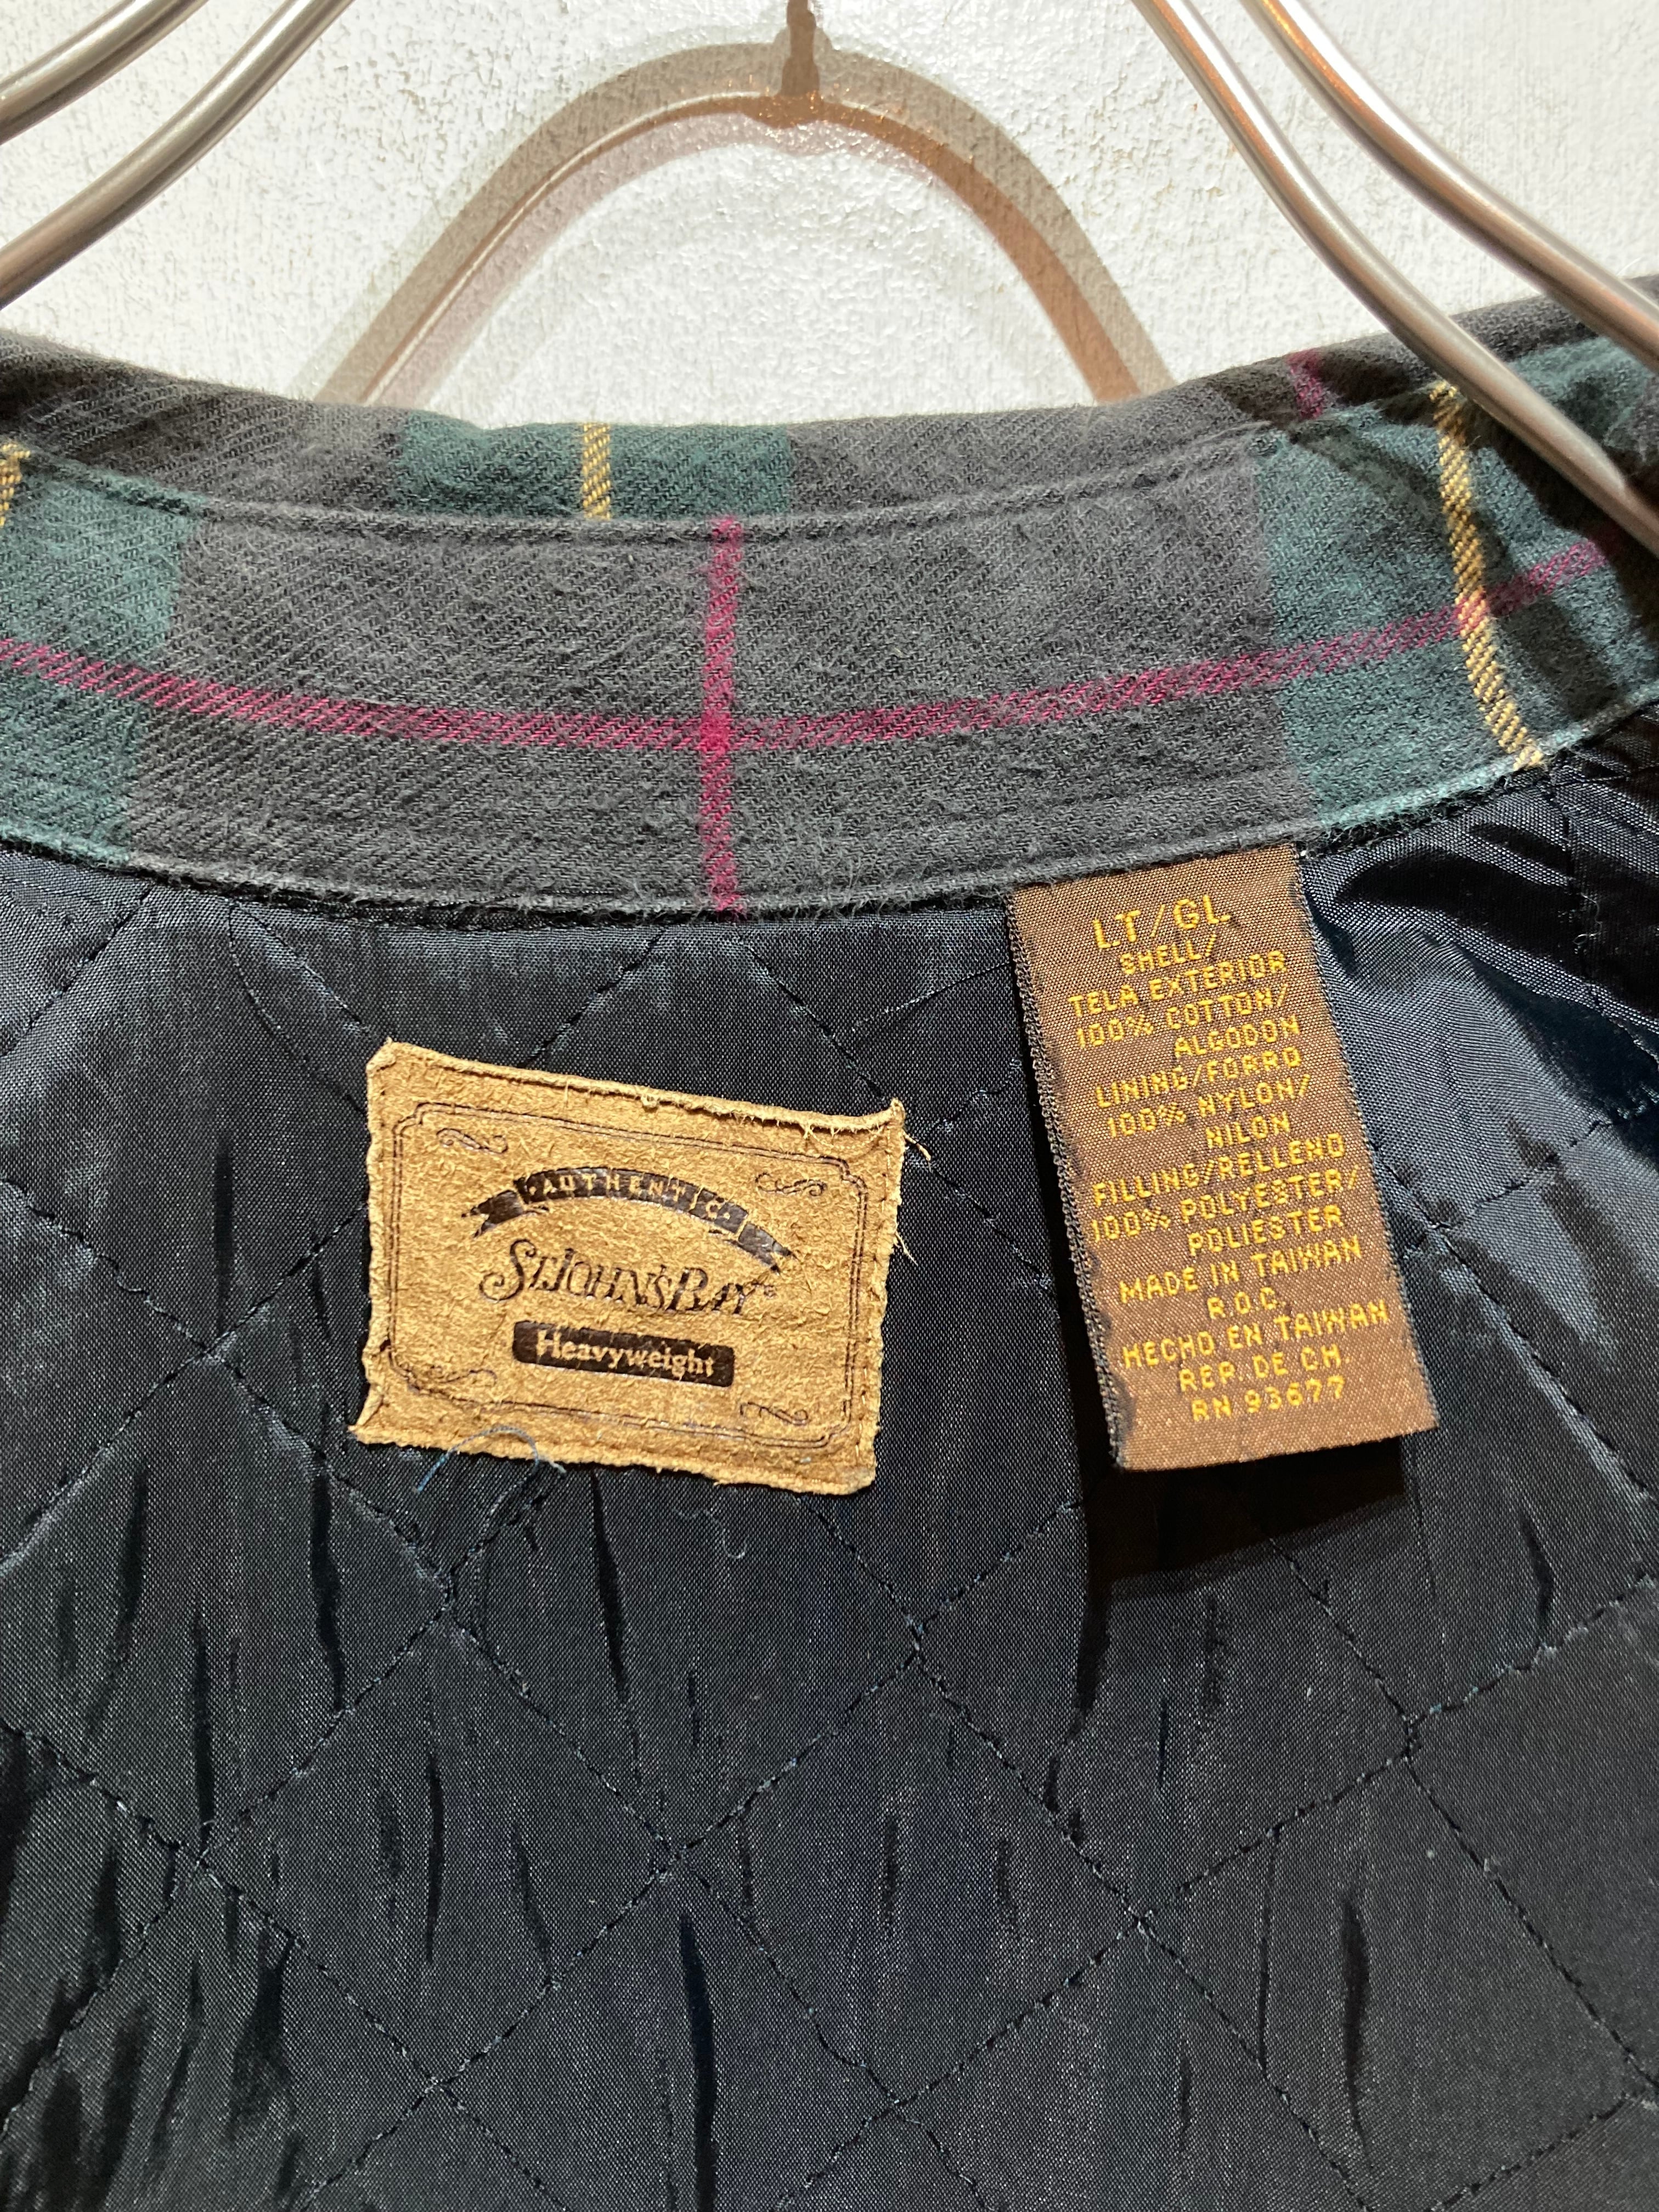 ·AUTHENTIC·
ST.JOHN'S BAY®
Heavyweight
LT/GL
SHELL/
TELA EXTERIOR
100% COTTON/
ALGODON
LINING/FORRO
100% NYLON/
NILON
FILLING/RELLENO
100% POLYESTER/
POLIESTER
MADE IN TAIWAN
R.O.C.
HECHO EN TAIWAN
REP. DE CH.
RN 93677